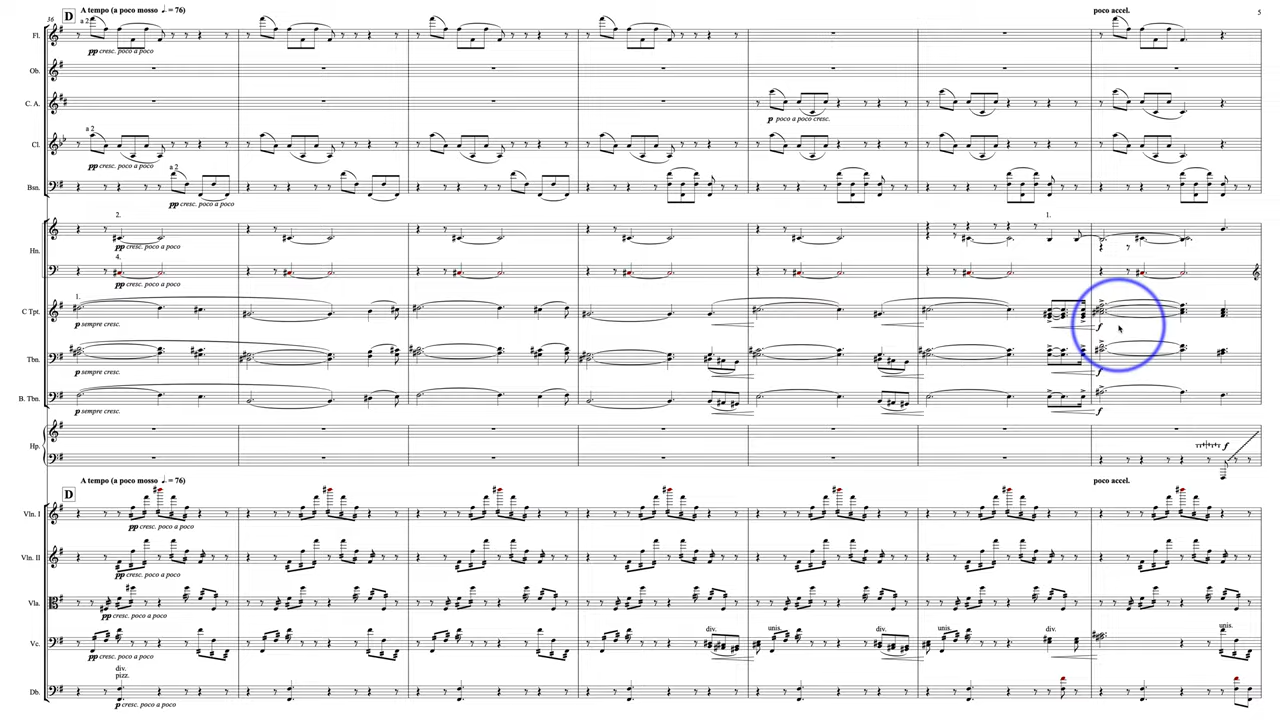 D A tempo (a poco mosso ♩. = 76) poco accel. 5
36
Fl. a 2
pp cresc. poco a poco
Ob.
C. A.
p poco a poco cresc.
Cl. a 2
pp cresc. poco a poco
Bsn. a 2
pp cresc. poco a poco
Hn. 2. 1.
pp cresc. poco a poco
4.
pp cresc. poco a poco
C Tpt. 1.
p sempre cresc. f
Tbn.
p sempre cresc. f
B. Tbn.
p sempre cresc. f
Hp. f
D A tempo (a poco mosso ♩. = 76) poco accel.
Vln. I
pp cresc. poco a poco
Vln. II
pp cresc. poco a poco
Vla.
pp cresc. poco a poco
Vc. div. unis. div. unis. div. unis.
pp cresc. poco a poco
div.
pizz.
Db.
p cresc. poco a poco